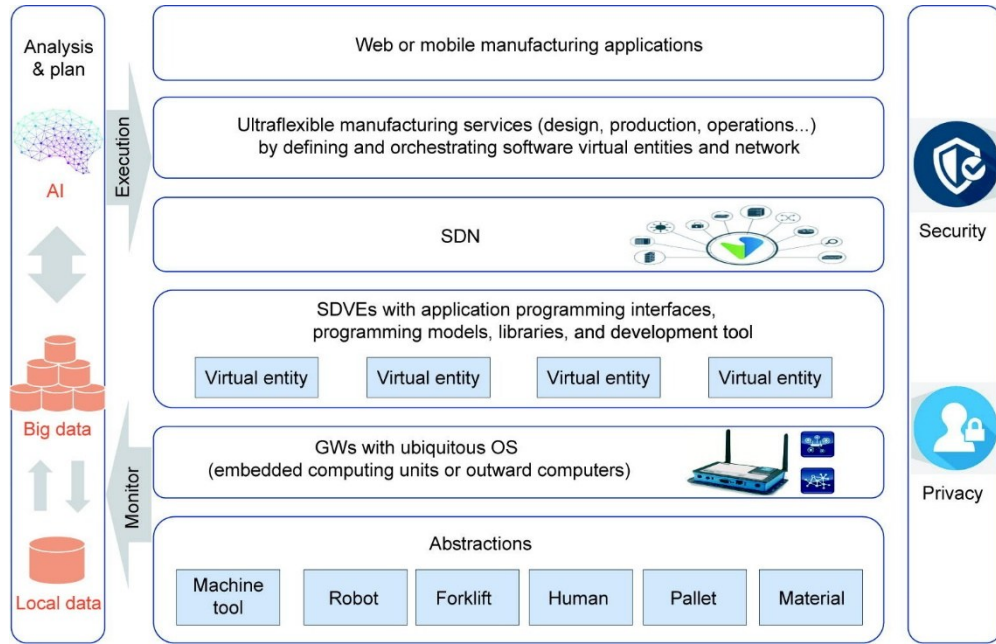 Analysis
& plan
AI
Big data
Local data
Execution
Monitor
Web or mobile manufacturing applications
Ultraflexible manufacturing services (design, production, operations...)
by defining and orchestrating software virtual entities and network
SDN
SDVEs with application programming interfaces,
programming models, libraries, and development tool
Virtual entity
Virtual entity
Virtual entity
Virtual entity
GWs with ubiquitous OS
(embedded computing units or outward computers)
Abstractions
Machine
tool
Robot
Forklift
Human
Pallet
Material
Security
Privacy